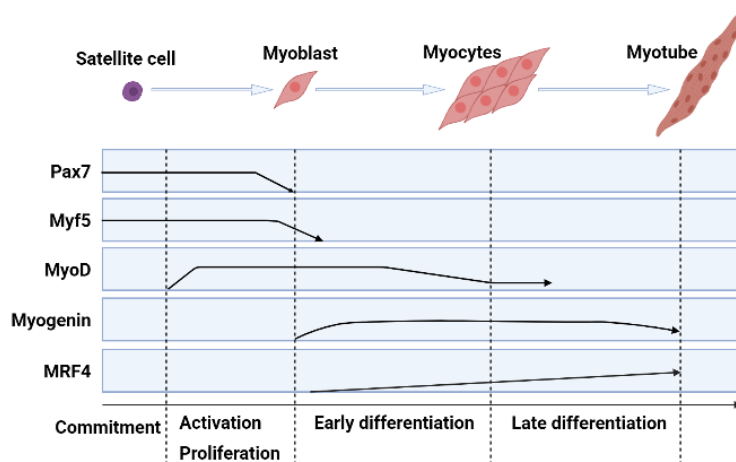 Satellite cell
Myoblast
Myocytes
Myotube
Pax7
Myf5
MyoD
Myogenin
MRF4
Commitment
Activation
Proliferation
Early differentiation
Late differentiation